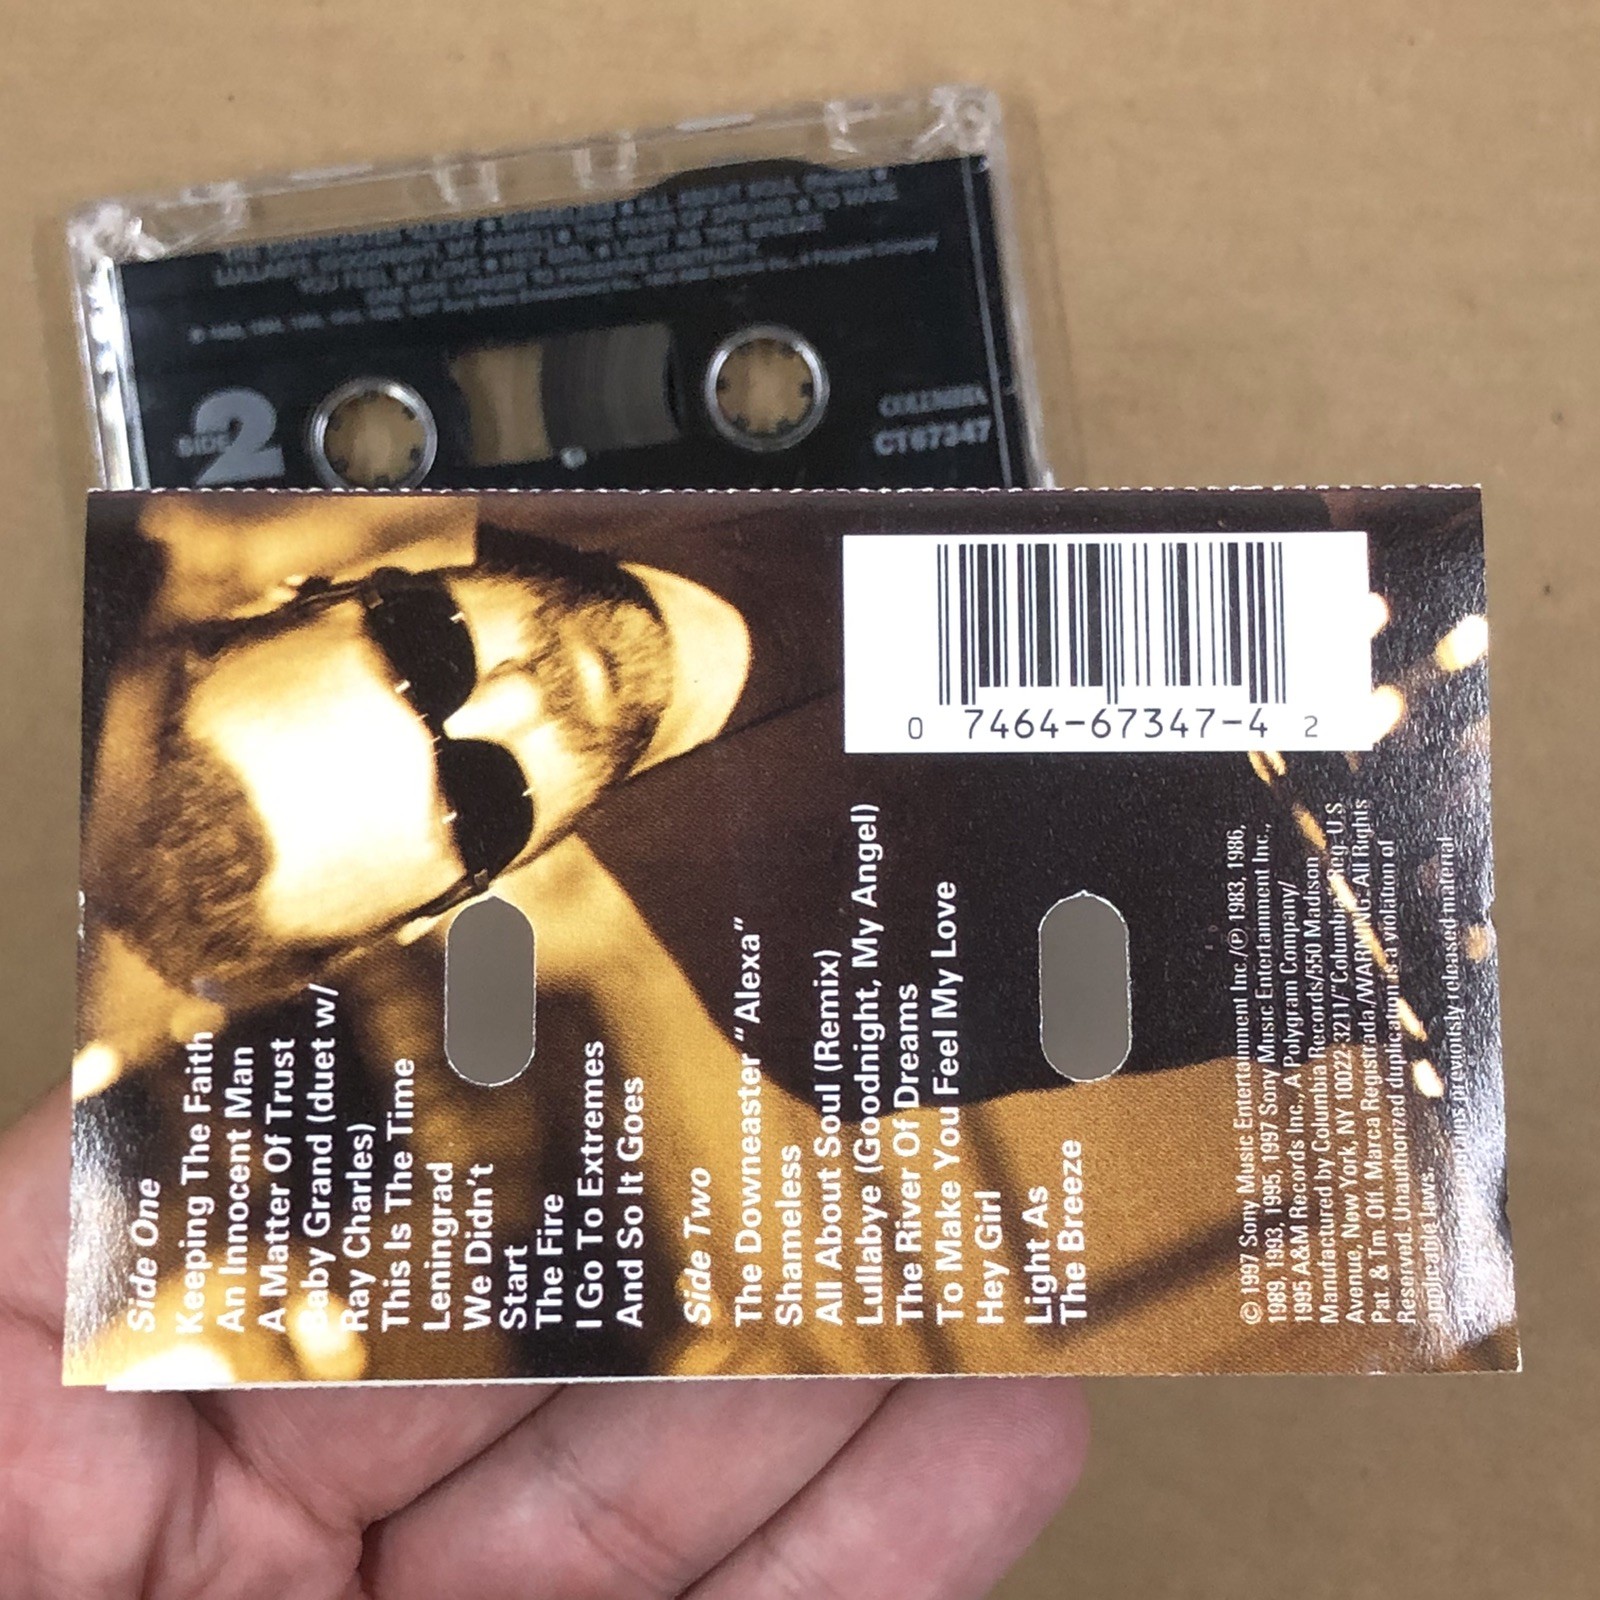 SIDE 2
COLUMBIA
CT67347
0 7464-67347-4 2
Side One
Keeping The Faith
An Innocent Man
A Matter Of Trust
Baby Grand (duet w/
Ray Charles)
This Is The Time
Leningrad
We Didn't
Start
The Fire
I Go To Extremes
And So It Goes
Side Two
The Downeaster "Alexa"
Shameless
All About Soul (Remix)
Lullabye (Goodnight, My Angel)
The River Of Dreams
To Make You Feel My Love
Hey Girl
Light As
The Breeze
© 1997 Sony Music Entertainment Inc./℗ 1983, 1986,
1989, 1993, 1995, 1997 Sony Music Entertainment Inc.,
1995 A&M Records Inc., A Polygram Company/
Manufactured by Columbia Records/550 Madison
Avenue, New York, NY 10022-3211/"Columbia" Reg. U.S.
Pat. & Tm. Off. Marca Registrada./WARNING: All Rights
Reserved. Unauthorized duplication is a violation of
applicable laws.
previously released material